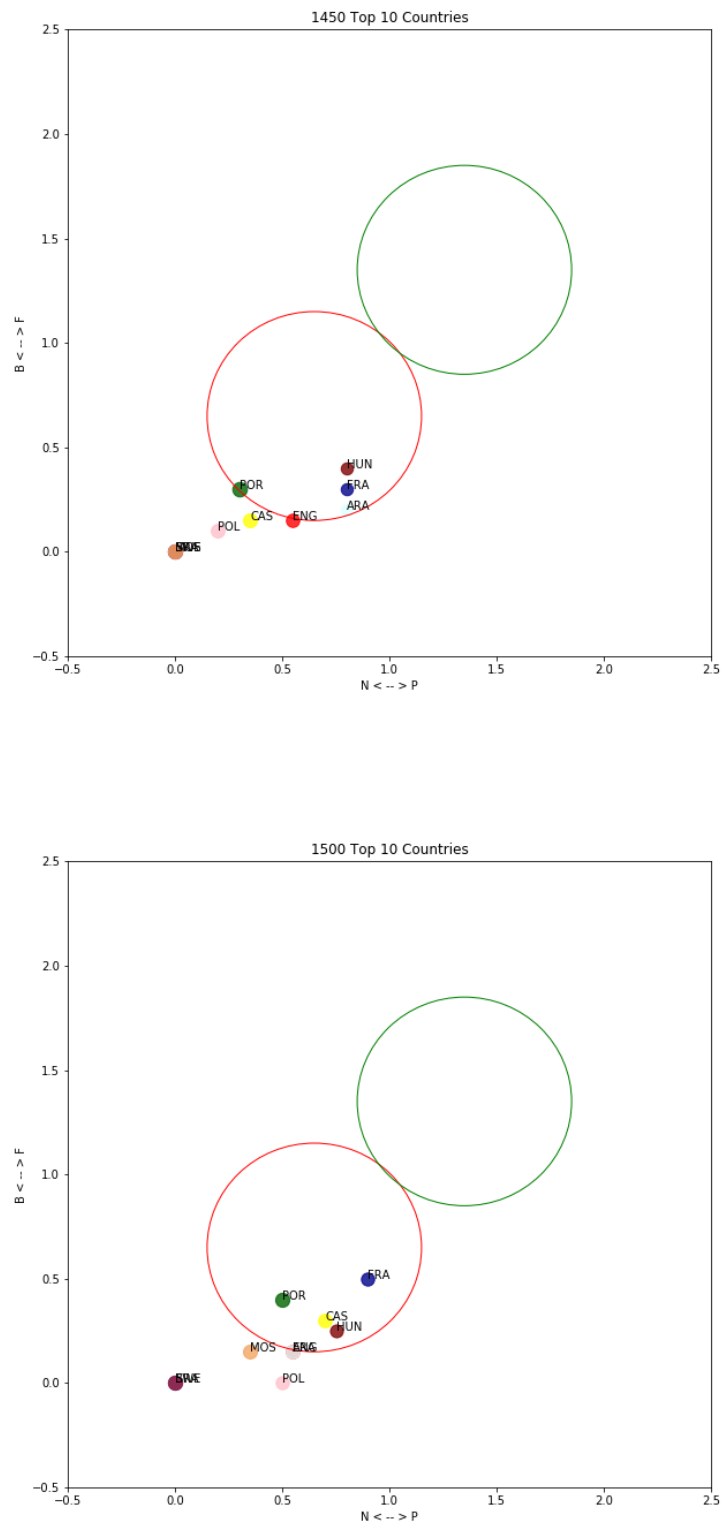 1450 Top 10 Countries
2.5
2.0
1.5
1.0
0.5
0.0
−0.5
B < -- > F
HUN
FRA
ARA
POR
CAS
ENG
POL
−0.5
0.0
0.5
1.0
1.5
2.0
2.5
N < -- > P
1500 Top 10 Countries
2.5
2.0
1.5
1.0
0.5
0.0
−0.5
B < -- > F
FRA
POR
CAS
HUN
MOS
POL
−0.5
0.0
0.5
1.0
1.5
2.0
2.5
N < -- > P